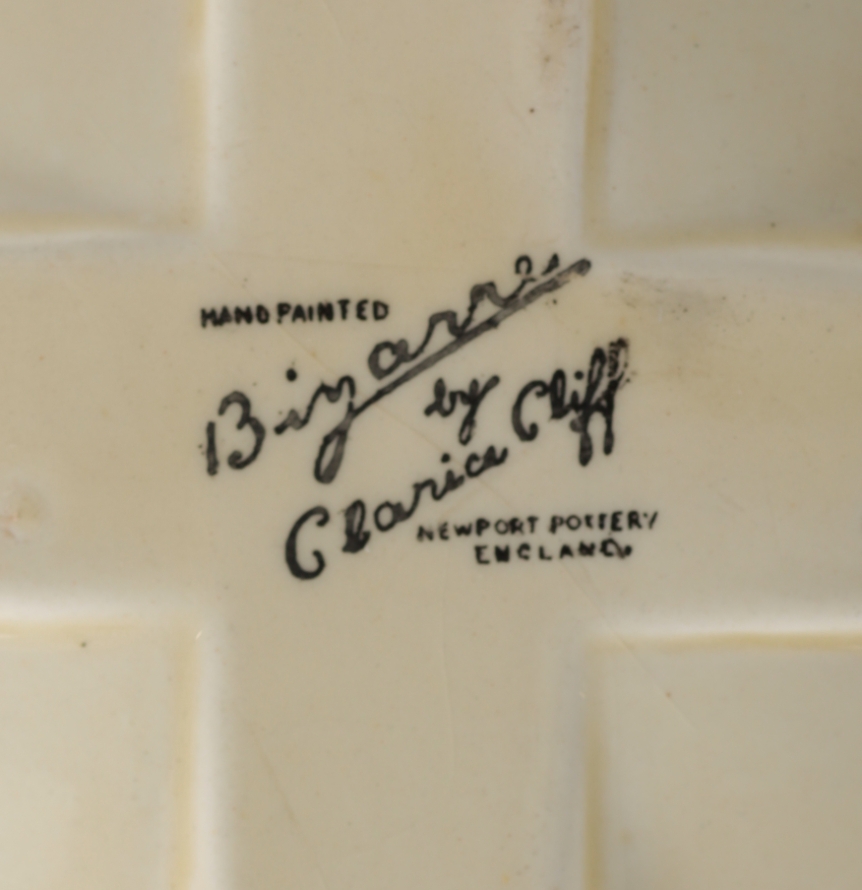 HAND PAINTED
Bizarre
by
Clarice Cliff
NEWPORT POTTERY
ENGLAND